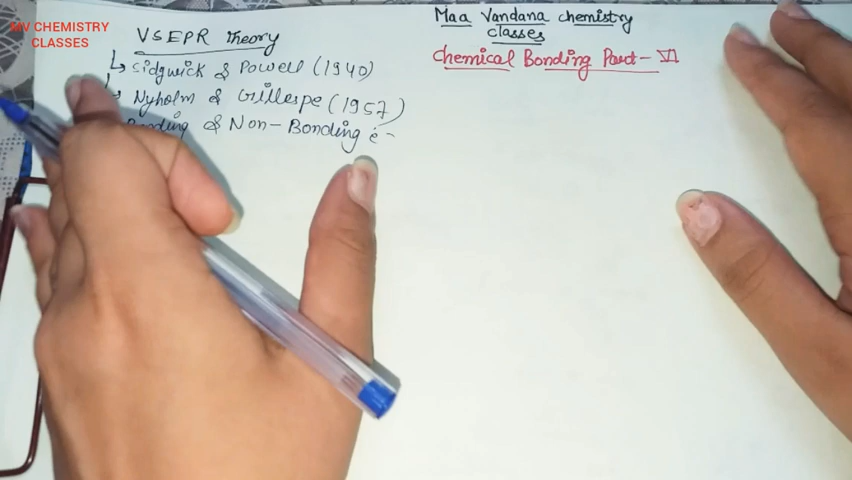 MV CHEMISTRY
CLASSES
VSEPR Theory
Sidgwick & Powell (1940)
Nyholm & Gillespe (1957)
Bonding & Non-Bonding e-
Maa Vandana chemistry
classes
Chemical Bonding Part-VI